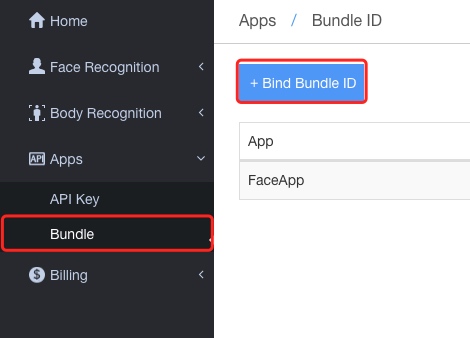 Home
Face Recognition
Body Recognition
API Apps
API Key
Bundle
$ Billing
Apps / Bundle ID
+ Bind Bundle ID
App
FaceApp